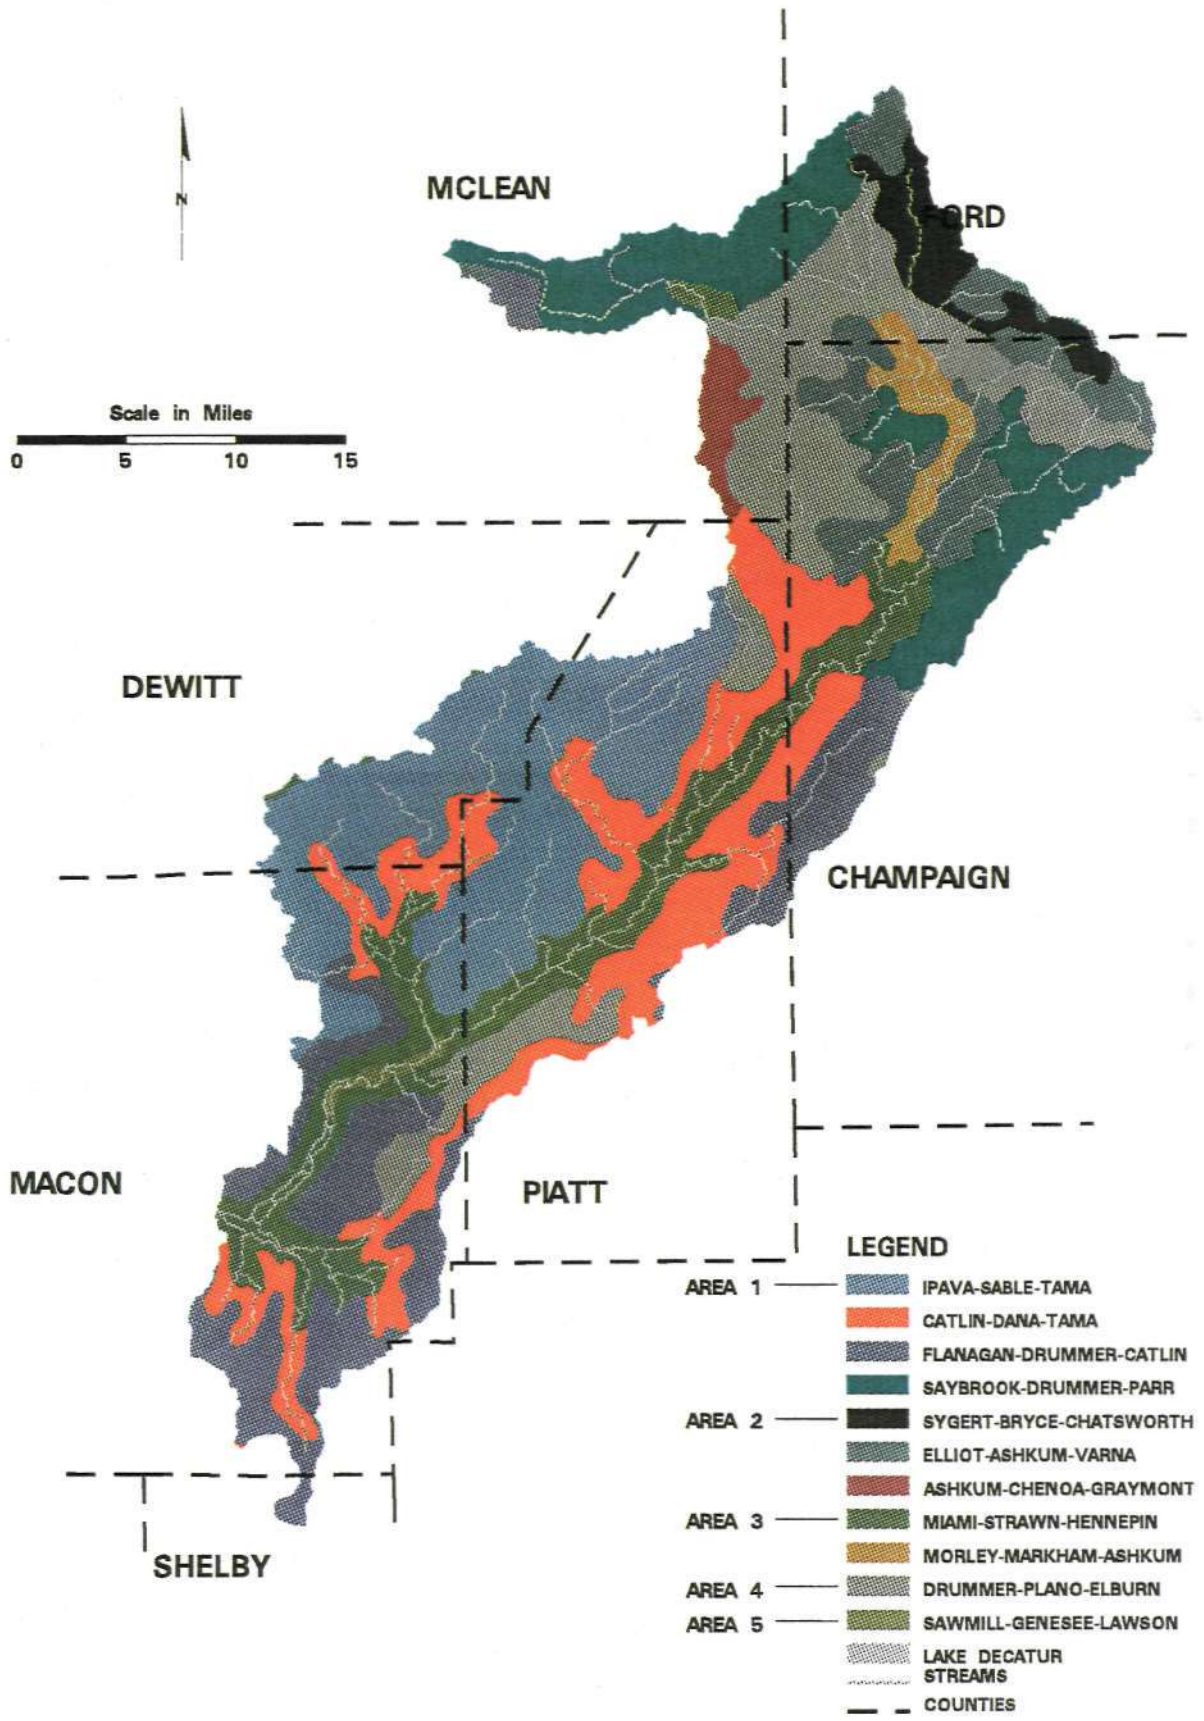 MCLEAN
FORD
N
Scale in Miles
0 5 10 15
DEWITT
CHAMPAIGN
MACON
PIATT
SHELBY
LEGEND
AREA 1 IPAVA-SABLE-TAMA
CATLIN-DANA-TAMA
FLANAGAN-DRUMMER-CATLIN
SAYBROOK-DRUMMER-PARR
AREA 2 SYGERT-BRYCE-CHATSWORTH
ELLIOT-ASHKUM-VARNA
ASHKUM-CHENOA-GRAYMONT
AREA 3 MIAMI-STRAWN-HENNEPIN
MORLEY-MARKHAM-ASHKUM
AREA 4 DRUMMER-PLANO-ELBURN
AREA 5 SAWMILL-GENESEE-LAWSON
LAKE DECATUR
STREAMS
COUNTIES